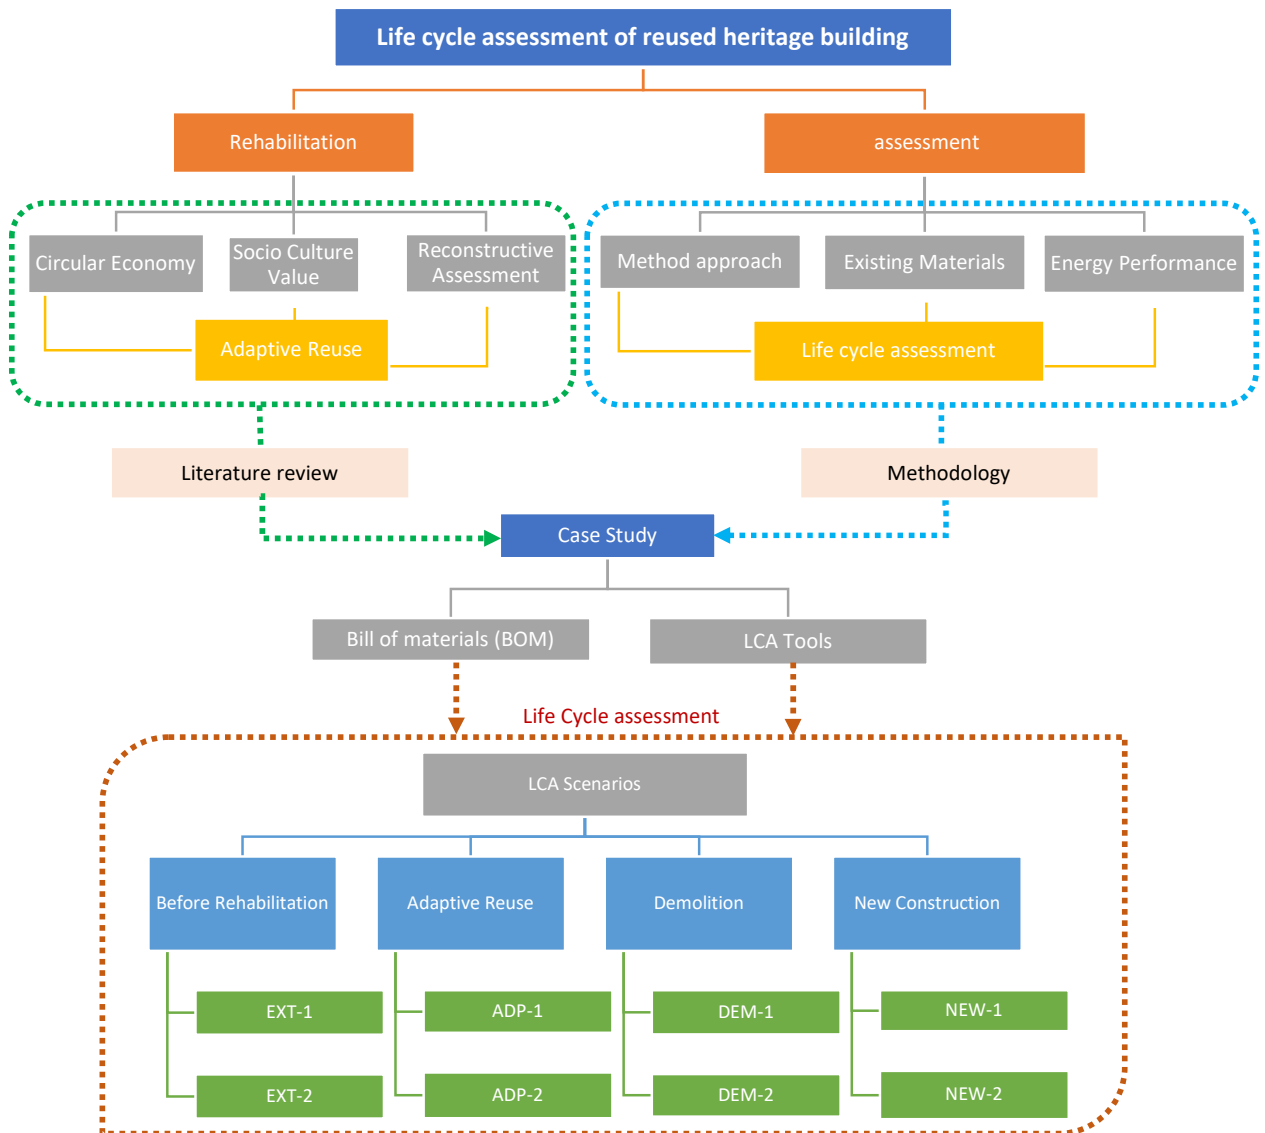 Life cycle assessment of reused heritage building
Rehabilitation
assessment
Circular Economy
Socio Culture
Value
Reconstructive
Assessment
Method approach
Existing Materials
Energy Performance
Adaptive Reuse
Life cycle assessment
Literature review
Methodology
Case Study
Bill of materials (BOM)
LCA Tools
Life Cycle assessment
LCA Scenarios
Before Rehabilitation
Adaptive Reuse
Demolition
New Construction
EXT-1
ADP-1
DEM-1
NEW-1
EXT-2
ADP-2
DEM-2
NEW-2